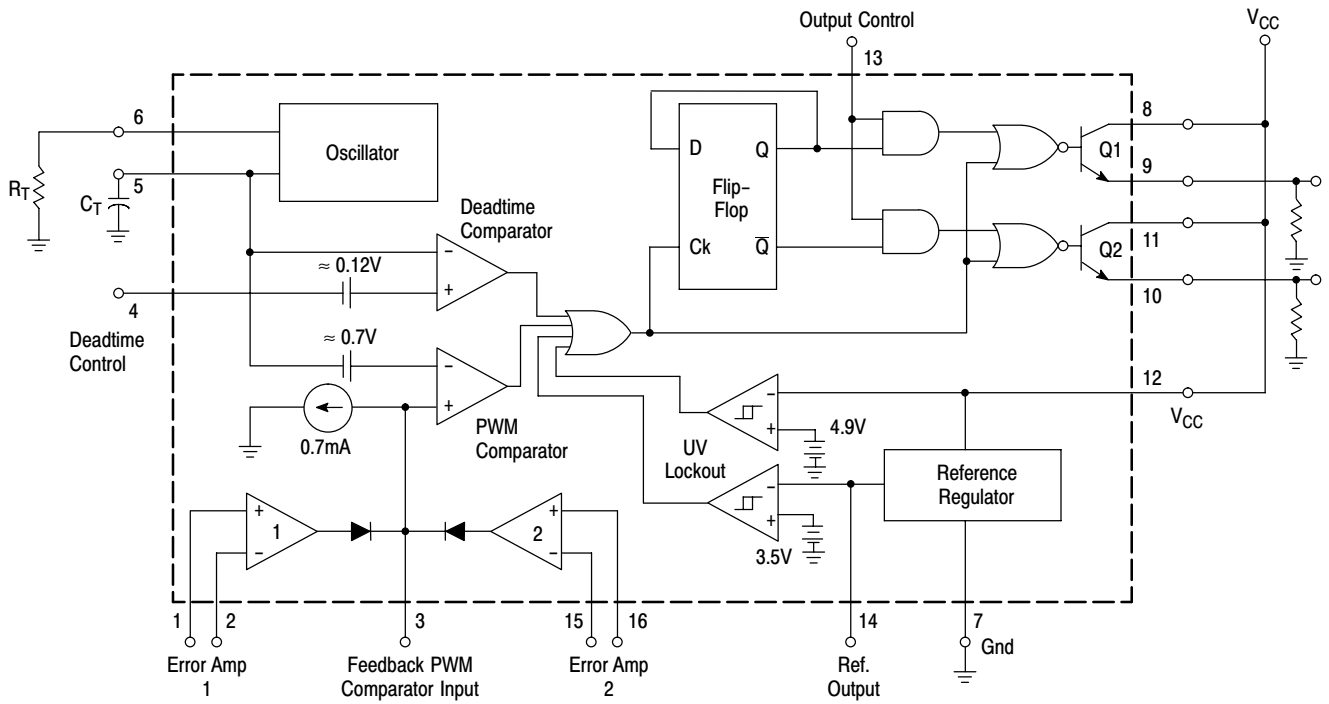 Output Control
13
VCC
6
RT
5
CT
Oscillator
Deadtime
Comparator
≈ 0.12V
4
Deadtime
Control
≈ 0.7V
0.7mA
PWM
Comparator
D
Q
Flip-
Flop
Ck
Q̅
Q1
8
9
Q2
11
10
12
VCC
UV
Lockout
4.9V
3.5V
Reference
Regulator
+
-
1
2
1
2
3
15
16
14
7
Gnd
Error Amp
1
Feedback PWM
Comparator Input
Error Amp
2
Ref.
Output